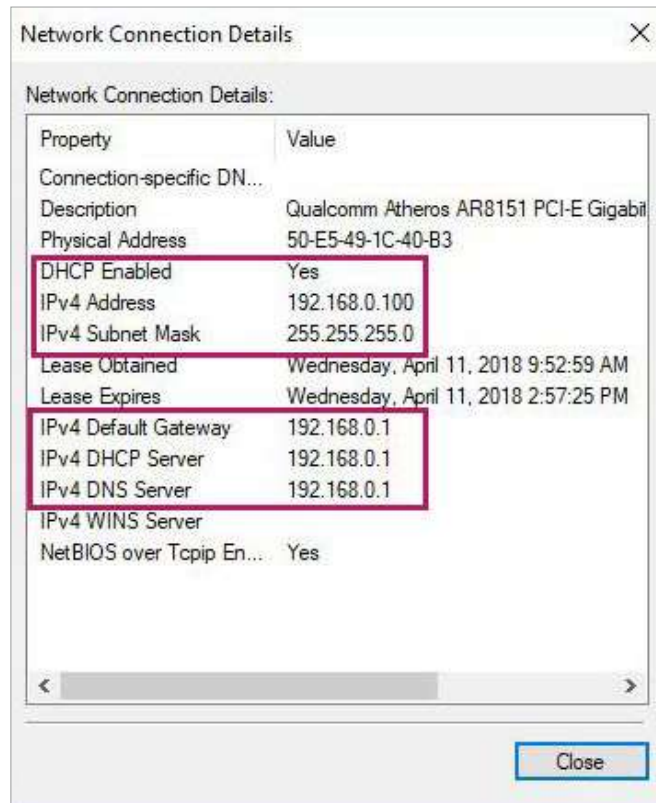 Network Connection Details
Network Connection Details:
Property Value
Connection-specific DN...
Description Qualcomm Atheros AR8151 PCI-E Gigabit
Physical Address 50-E5-49-1C-40-B3
DHCP Enabled Yes
IPv4 Address 192.168.0.100
IPv4 Subnet Mask 255.255.255.0
Lease Obtained Wednesday, April 11, 2018 9:52:59 AM
Lease Expires Wednesday, April 11, 2018 2:57:25 PM
IPv4 Default Gateway 192.168.0.1
IPv4 DHCP Server 192.168.0.1
IPv4 DNS Server 192.168.0.1
IPv4 WINS Server
NetBIOS over Tcpip En... Yes
Close